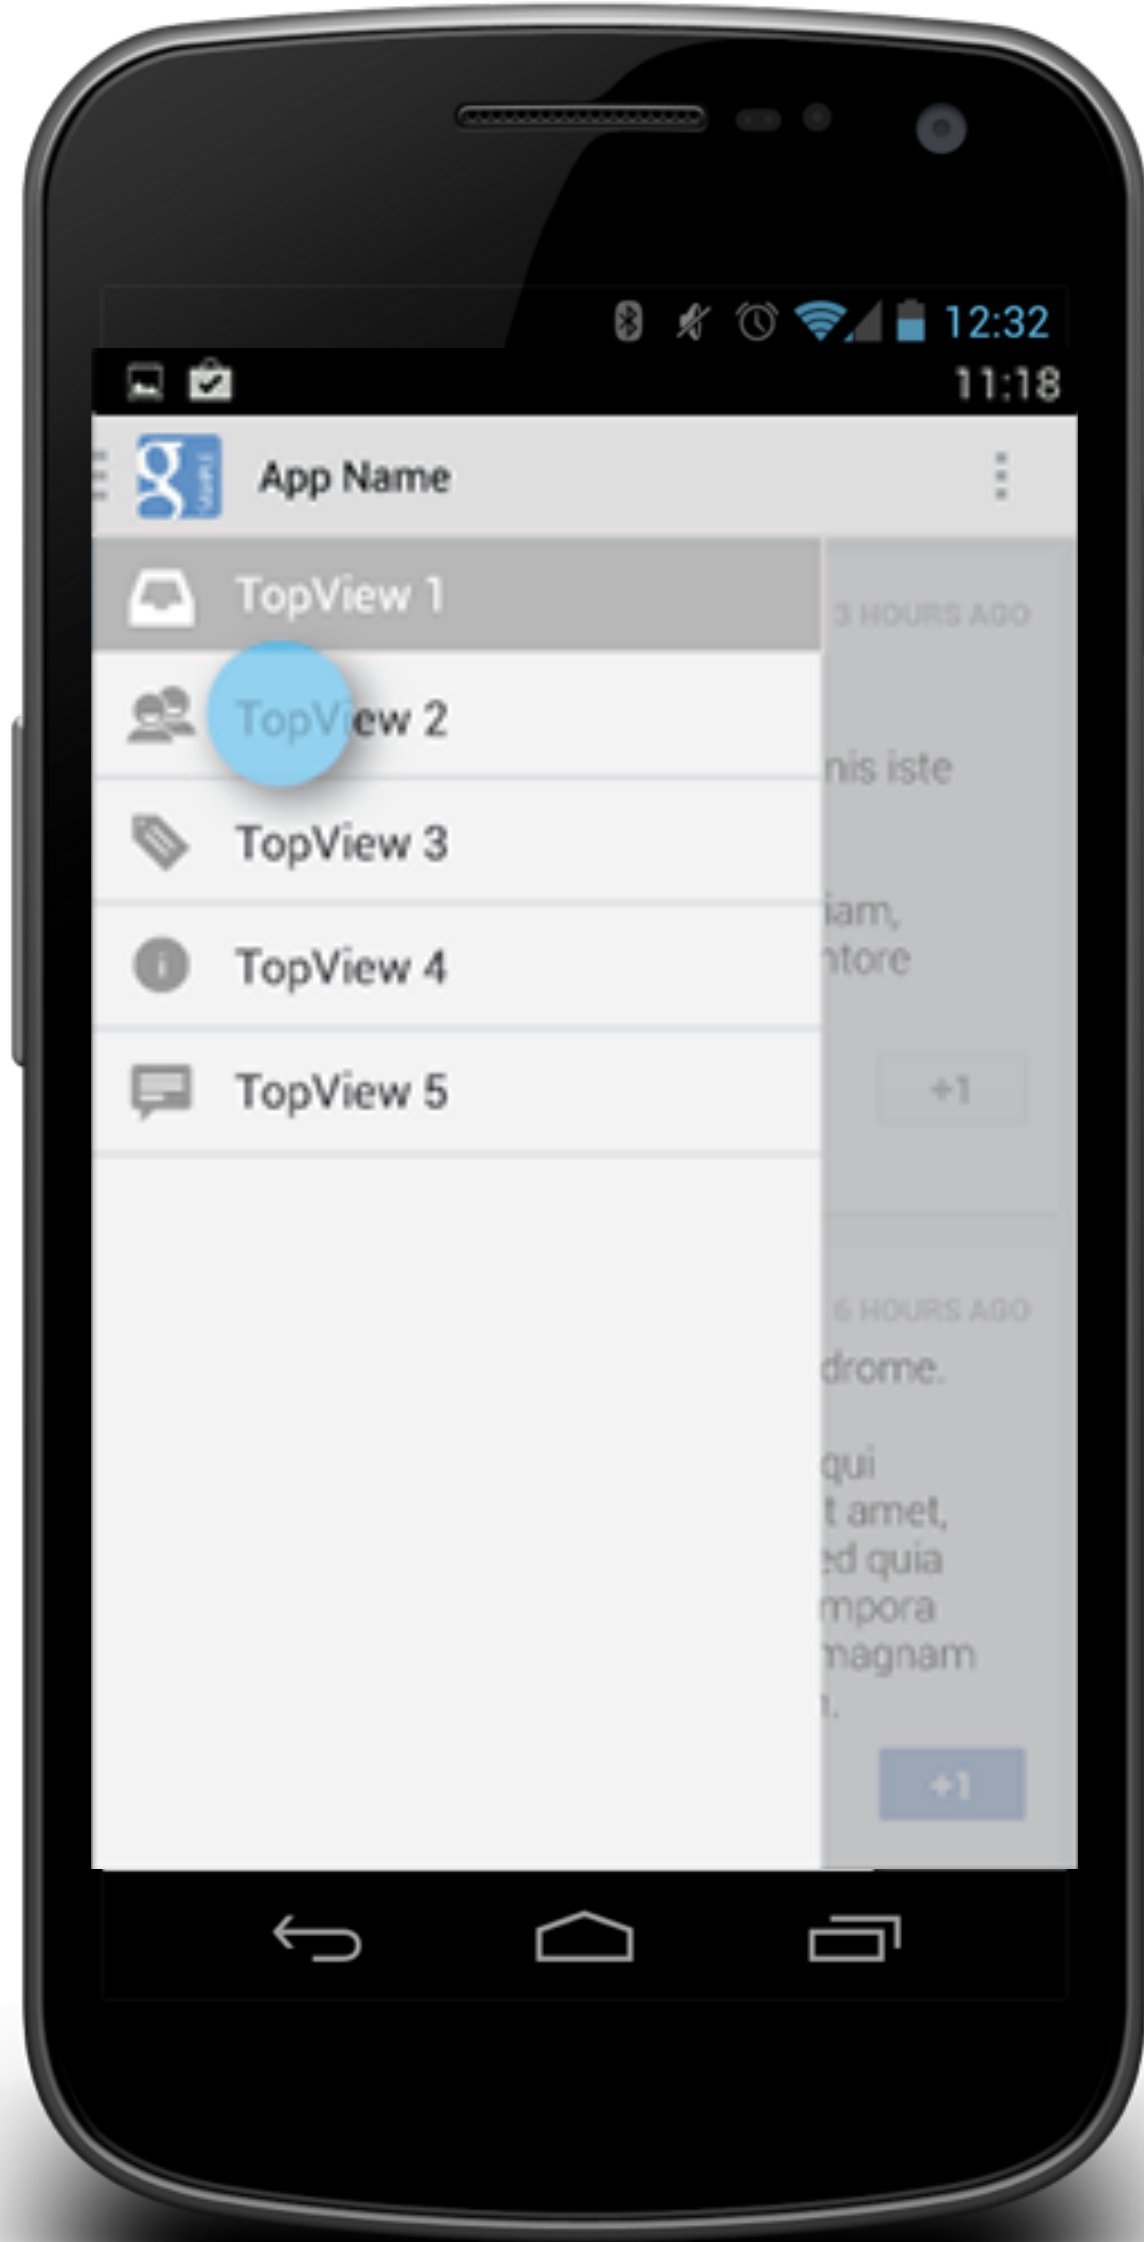 12:32
11:18
g
App Name
TopView 1
3 HOURS AGO
TopView 2
nis iste
TopView 3
iam,
ntore
TopView 4
TopView 5
+1
6 HOURS AGO
drome.
qui
t amet,
ed quia
mpora
magnam
+1